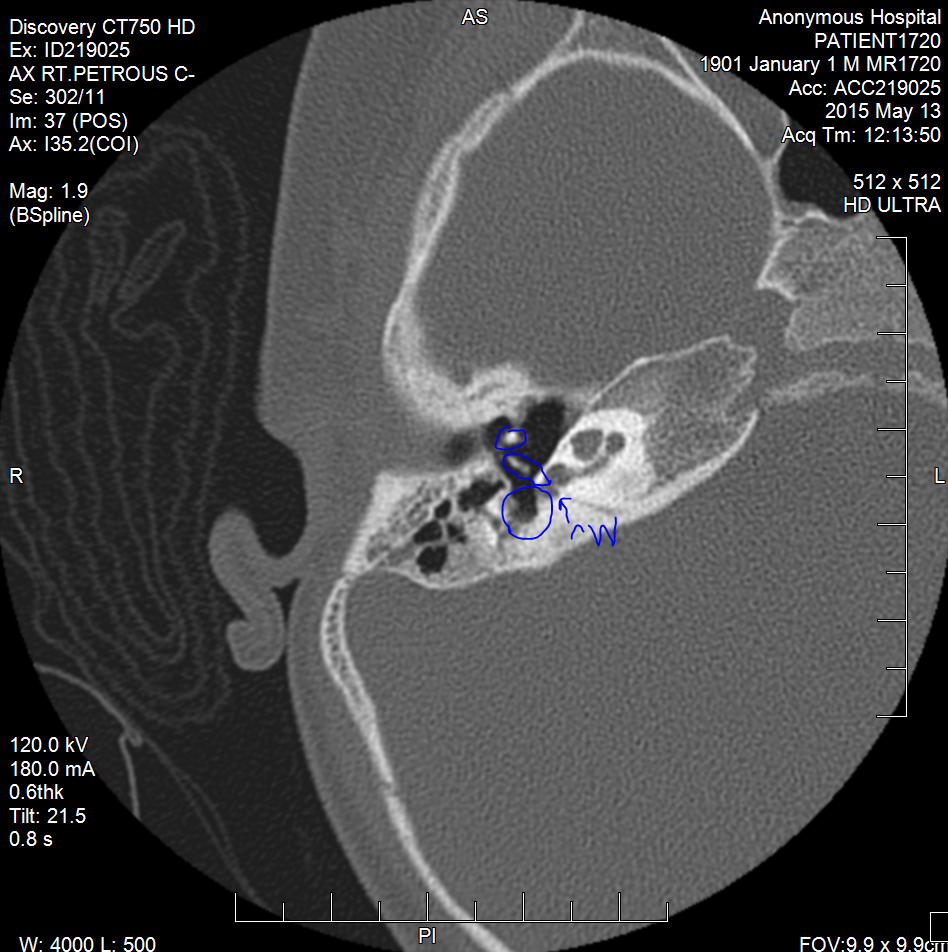 Discovery CT750 HD
Ex: ID219025
AX RT.PETROUS C-
Se: 302/11
Im: 37 (POS)
Ax: I35.2(COI)
Mag: 1.9
(BSpline)
AS
Anonymous Hospital
PATIENT1720
1901 January 1 M MR1720
Acc: ACC219025
2015 May 13
Acq Tm: 12:13:50
512 x 512
HD ULTRA
R
L
120.0 kV
180.0 mA
0.6thk
Tilt: 21.5
0.8 s
PI
W: 4000 L: 500
FOV:9.9 x 9.9cm